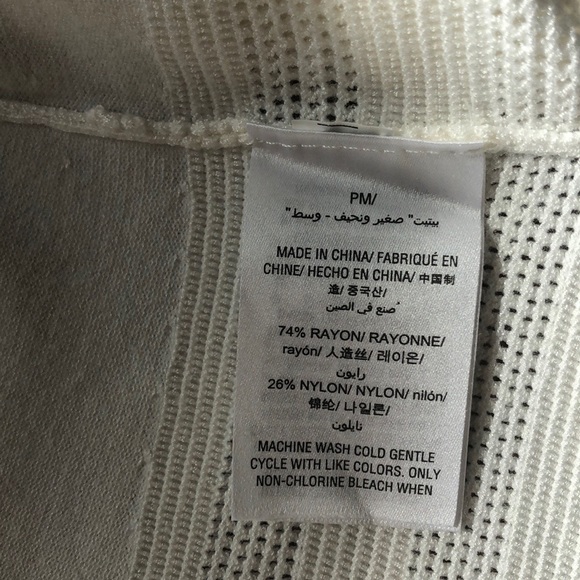 PM/
بيتيت" صغير ونحيف - وسط"
MADE IN CHINA/ FABRIQUÉ EN
CHINE/ HECHO EN CHINA/ 中国制
造/ 중국산/
صنع في الصين
74% RAYON/ RAYONNE/
rayón/ 人造丝/ 레이온/
رايون
26% NYLON/ NYLON/ nilón/
锦纶/ 나일론/
نايلون
MACHINE WASH COLD GENTLE
CYCLE WITH LIKE COLORS. ONLY
NON-CHLORINE BLEACH WHEN